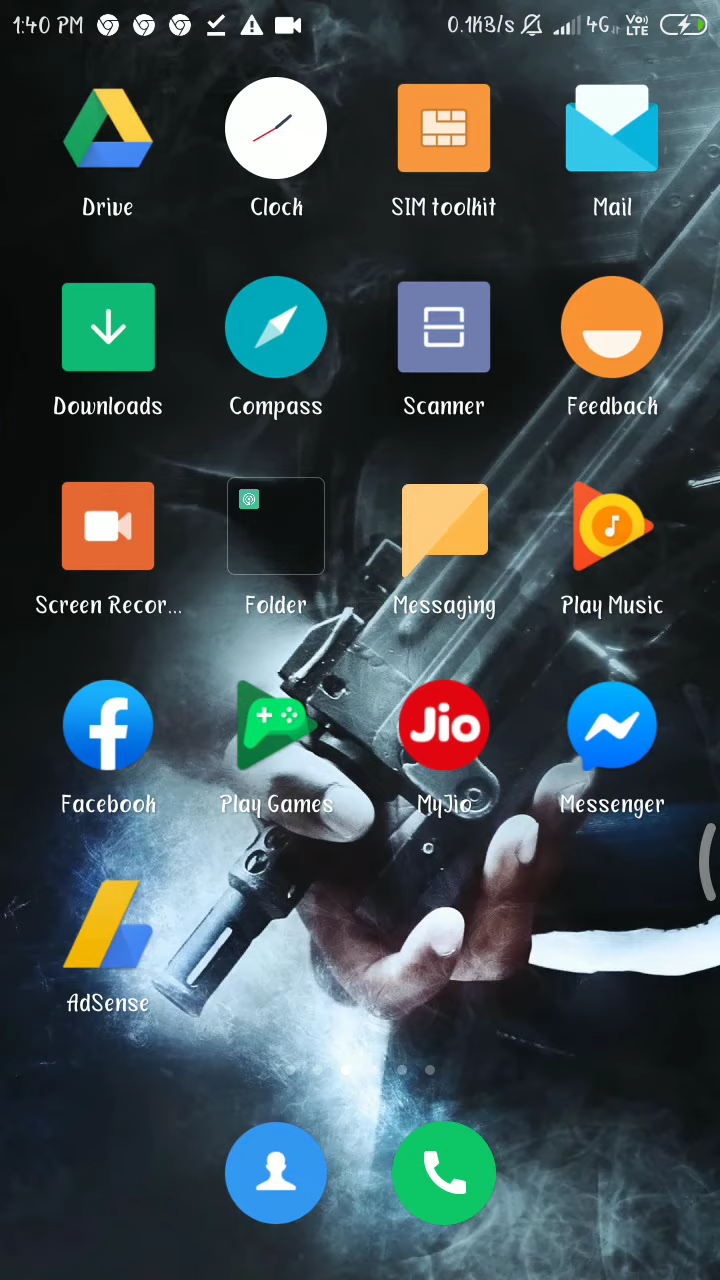 1:40 PM 0.1KB/s 4G Vo) LTE
Drive Clock SIM toolkit Mail
Downloads Compass Scanner Feedback
Screen Recor... Folder Messaging Play Music
Jio
Facebook Play Games MyJio Messenger
AdSense